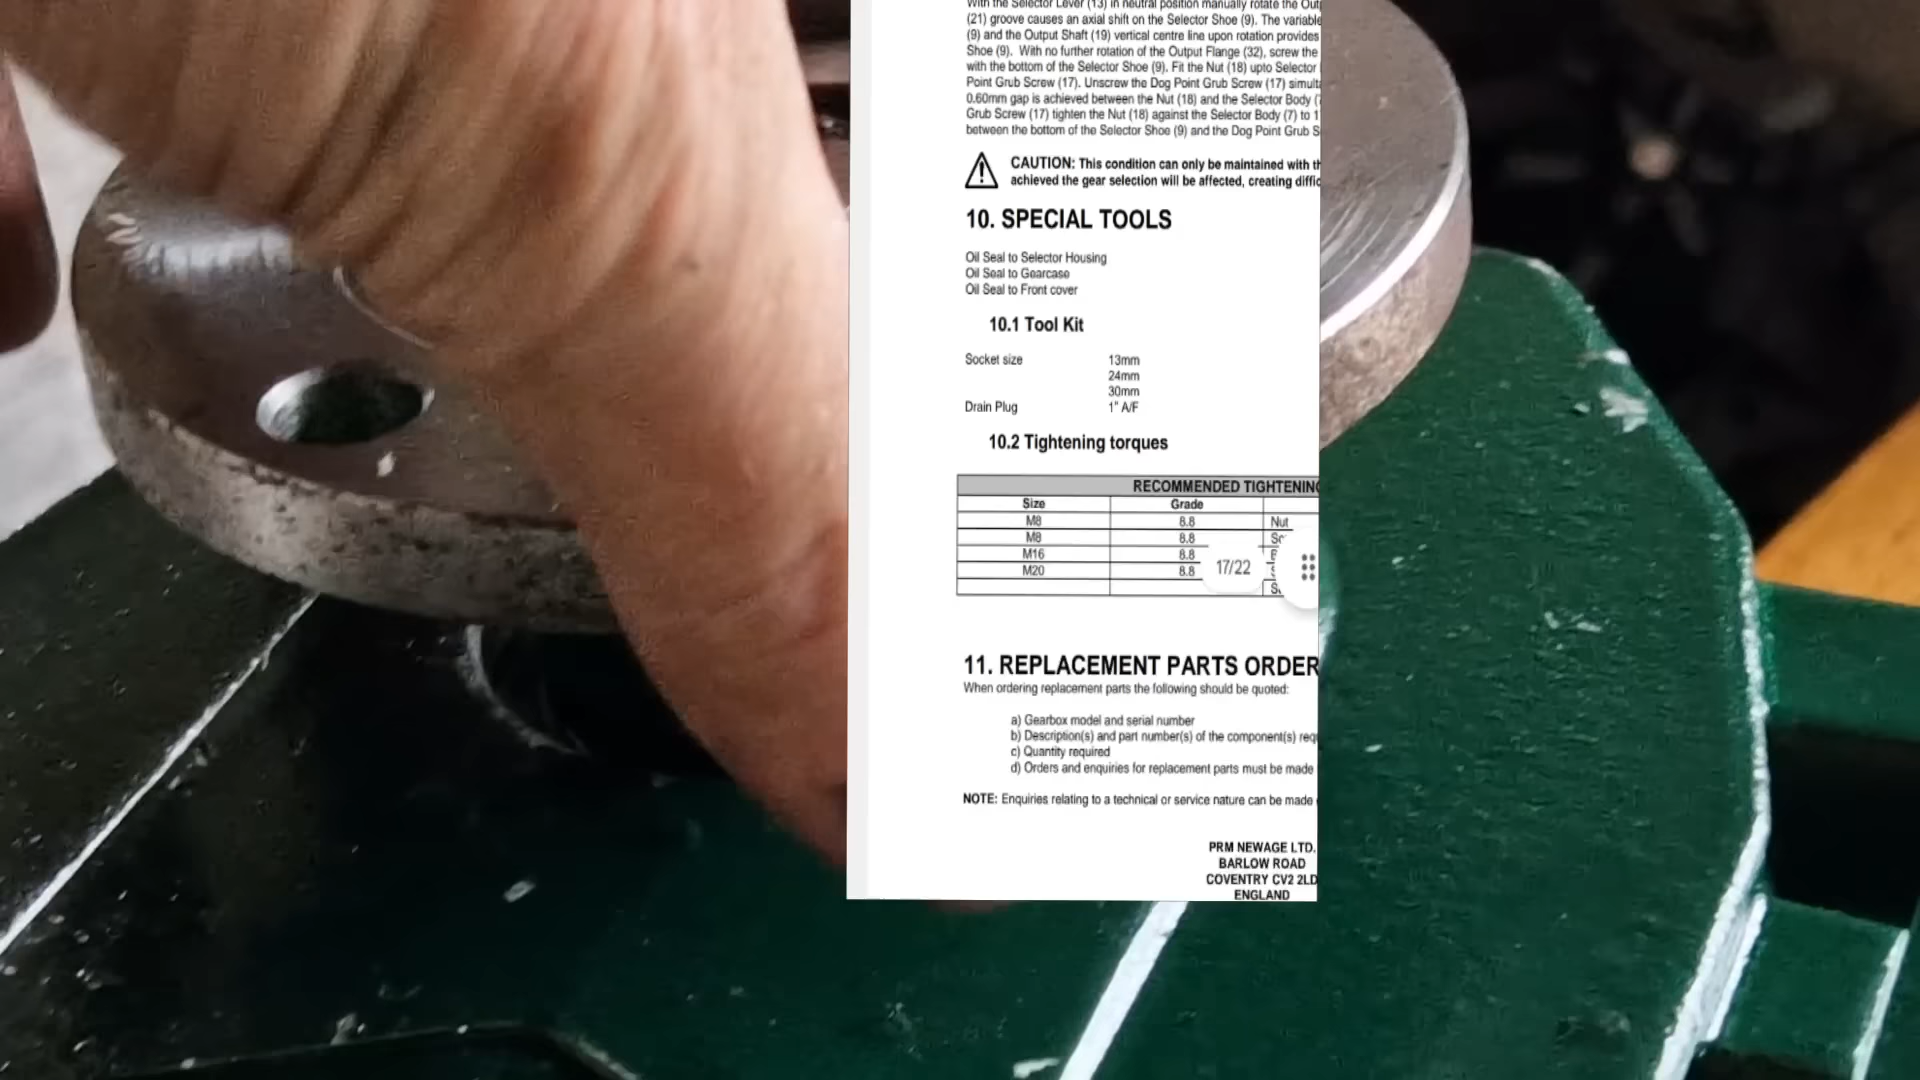 With the Selector Lever (13) in neutral position manually rotate the Out
(21) groove causes an axial shift on the Selector Shoe (9). The variable
(9) and the Output Shaft (19) vertical centre line upon rotation provides
Shoe (9). With no further rotation of the Output Flange (32), screw the
with the bottom of the Selector Shoe (9). Fit the Nut (18) upto Selector
Point Grub Screw (17). Unscrew the Dog Point Grub Screw (17) simult
0.60mm gap is achieved between the Nut (18) and the Selector Body (
Grub Screw (17) tighten the Nut (18) against the Selector Body (7) to 1
between the bottom of the Selector Shoe (9) and the Dog Point Grub S
CAUTION: This condition can only be maintained with th
achieved the gear selection will be affected, creating diffic
10. SPECIAL TOOLS
Oil Seal to Selector Housing
Oil Seal to Gearcase
Oil Seal to Front cover
10.1 Tool Kit
Socket size 13mm
24mm
30mm
Drain Plug 1" A/F
10.2 Tightening torques
RECOMMENDED TIGHTENING
Size Grade
M8 8.8 Nut
M8 8.8
M16 8.8
M20 8.8
17/22
11. REPLACEMENT PARTS ORDER
When ordering replacement parts the following should be quoted:
a) Gearbox model and serial number
b) Description(s) and part number(s) of the component(s) req
c) Quantity required
d) Orders and enquiries for replacement parts must be made
NOTE: Enquiries relating to a technical or service nature can be made
PRM NEWAGE LTD.
BARLOW ROAD
COVENTRY CV2 2LD
ENGLAND